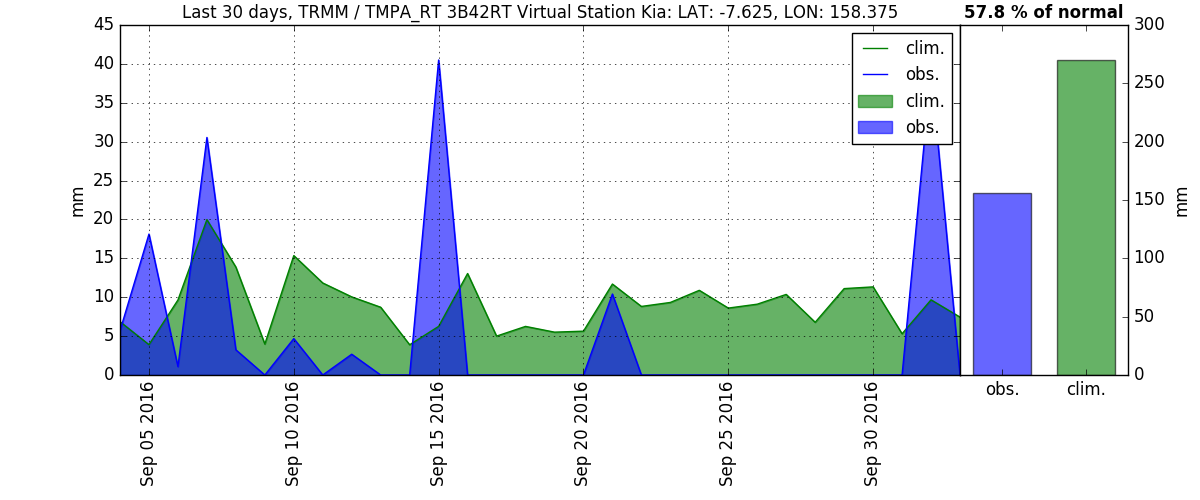 Last 30 days, TRMM / TMPA_RT 3B42RT Virtual Station Kia: LAT: -7.625, LON: 158.375
57.8 % of normal
45
40
35
30
25
20
15
10
5
0
mm
clim.
obs.
clim.
obs.
300
250
200
150
100
50
0
mm
Sep 05 2016
Sep 10 2016
Sep 15 2016
Sep 20 2016
Sep 25 2016
Sep 30 2016
obs.
clim.